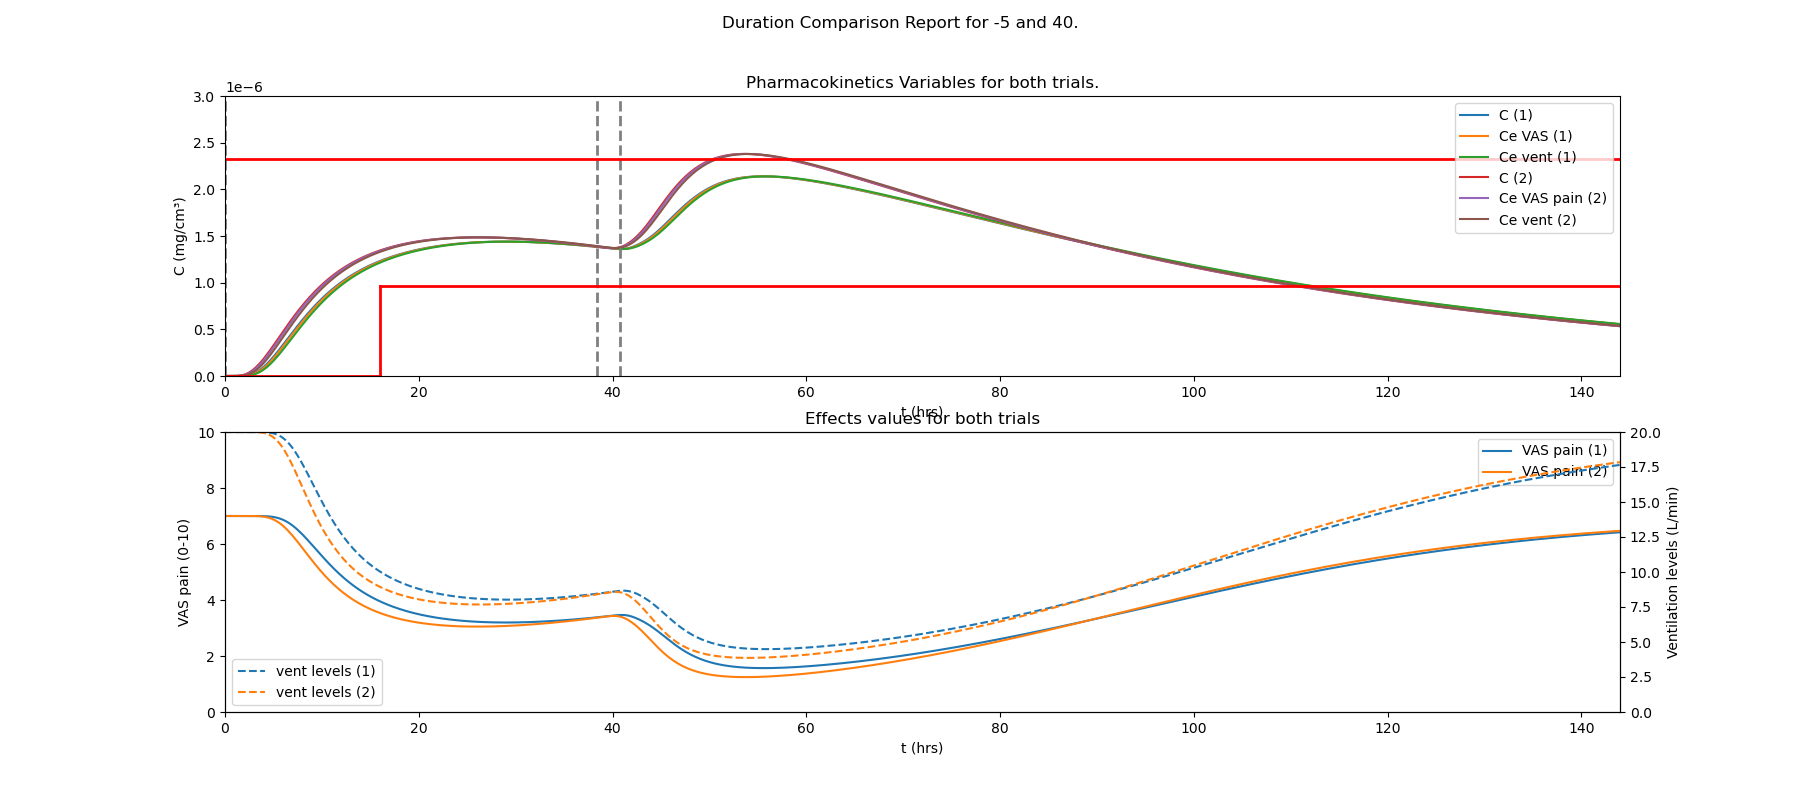 Duration Comparison Report for -5 and 40.
Pharmacokinetics Variables for both trials.
1e−6
3.0
2.5
2.0
1.5
1.0
0.5
0.0
C (mg/cm³)
C (1)
Ce VAS (1)
Ce vent (1)
C (2)
Ce VAS pain (2)
Ce vent (2)
0 20 40 60 80 100 120 140
t (hrs)
Effects values for both trials
10
8
6
4
2
0
VAS pain (0-10)
VAS pain (1)
VAS pain (2)
vent levels (1)
vent levels (2)
20.0
17.5
15.0
12.5
10.0
7.5
5.0
2.5
0.0
Ventilation levels (L/min)
0 20 40 60 80 100 120 140
t (hrs)